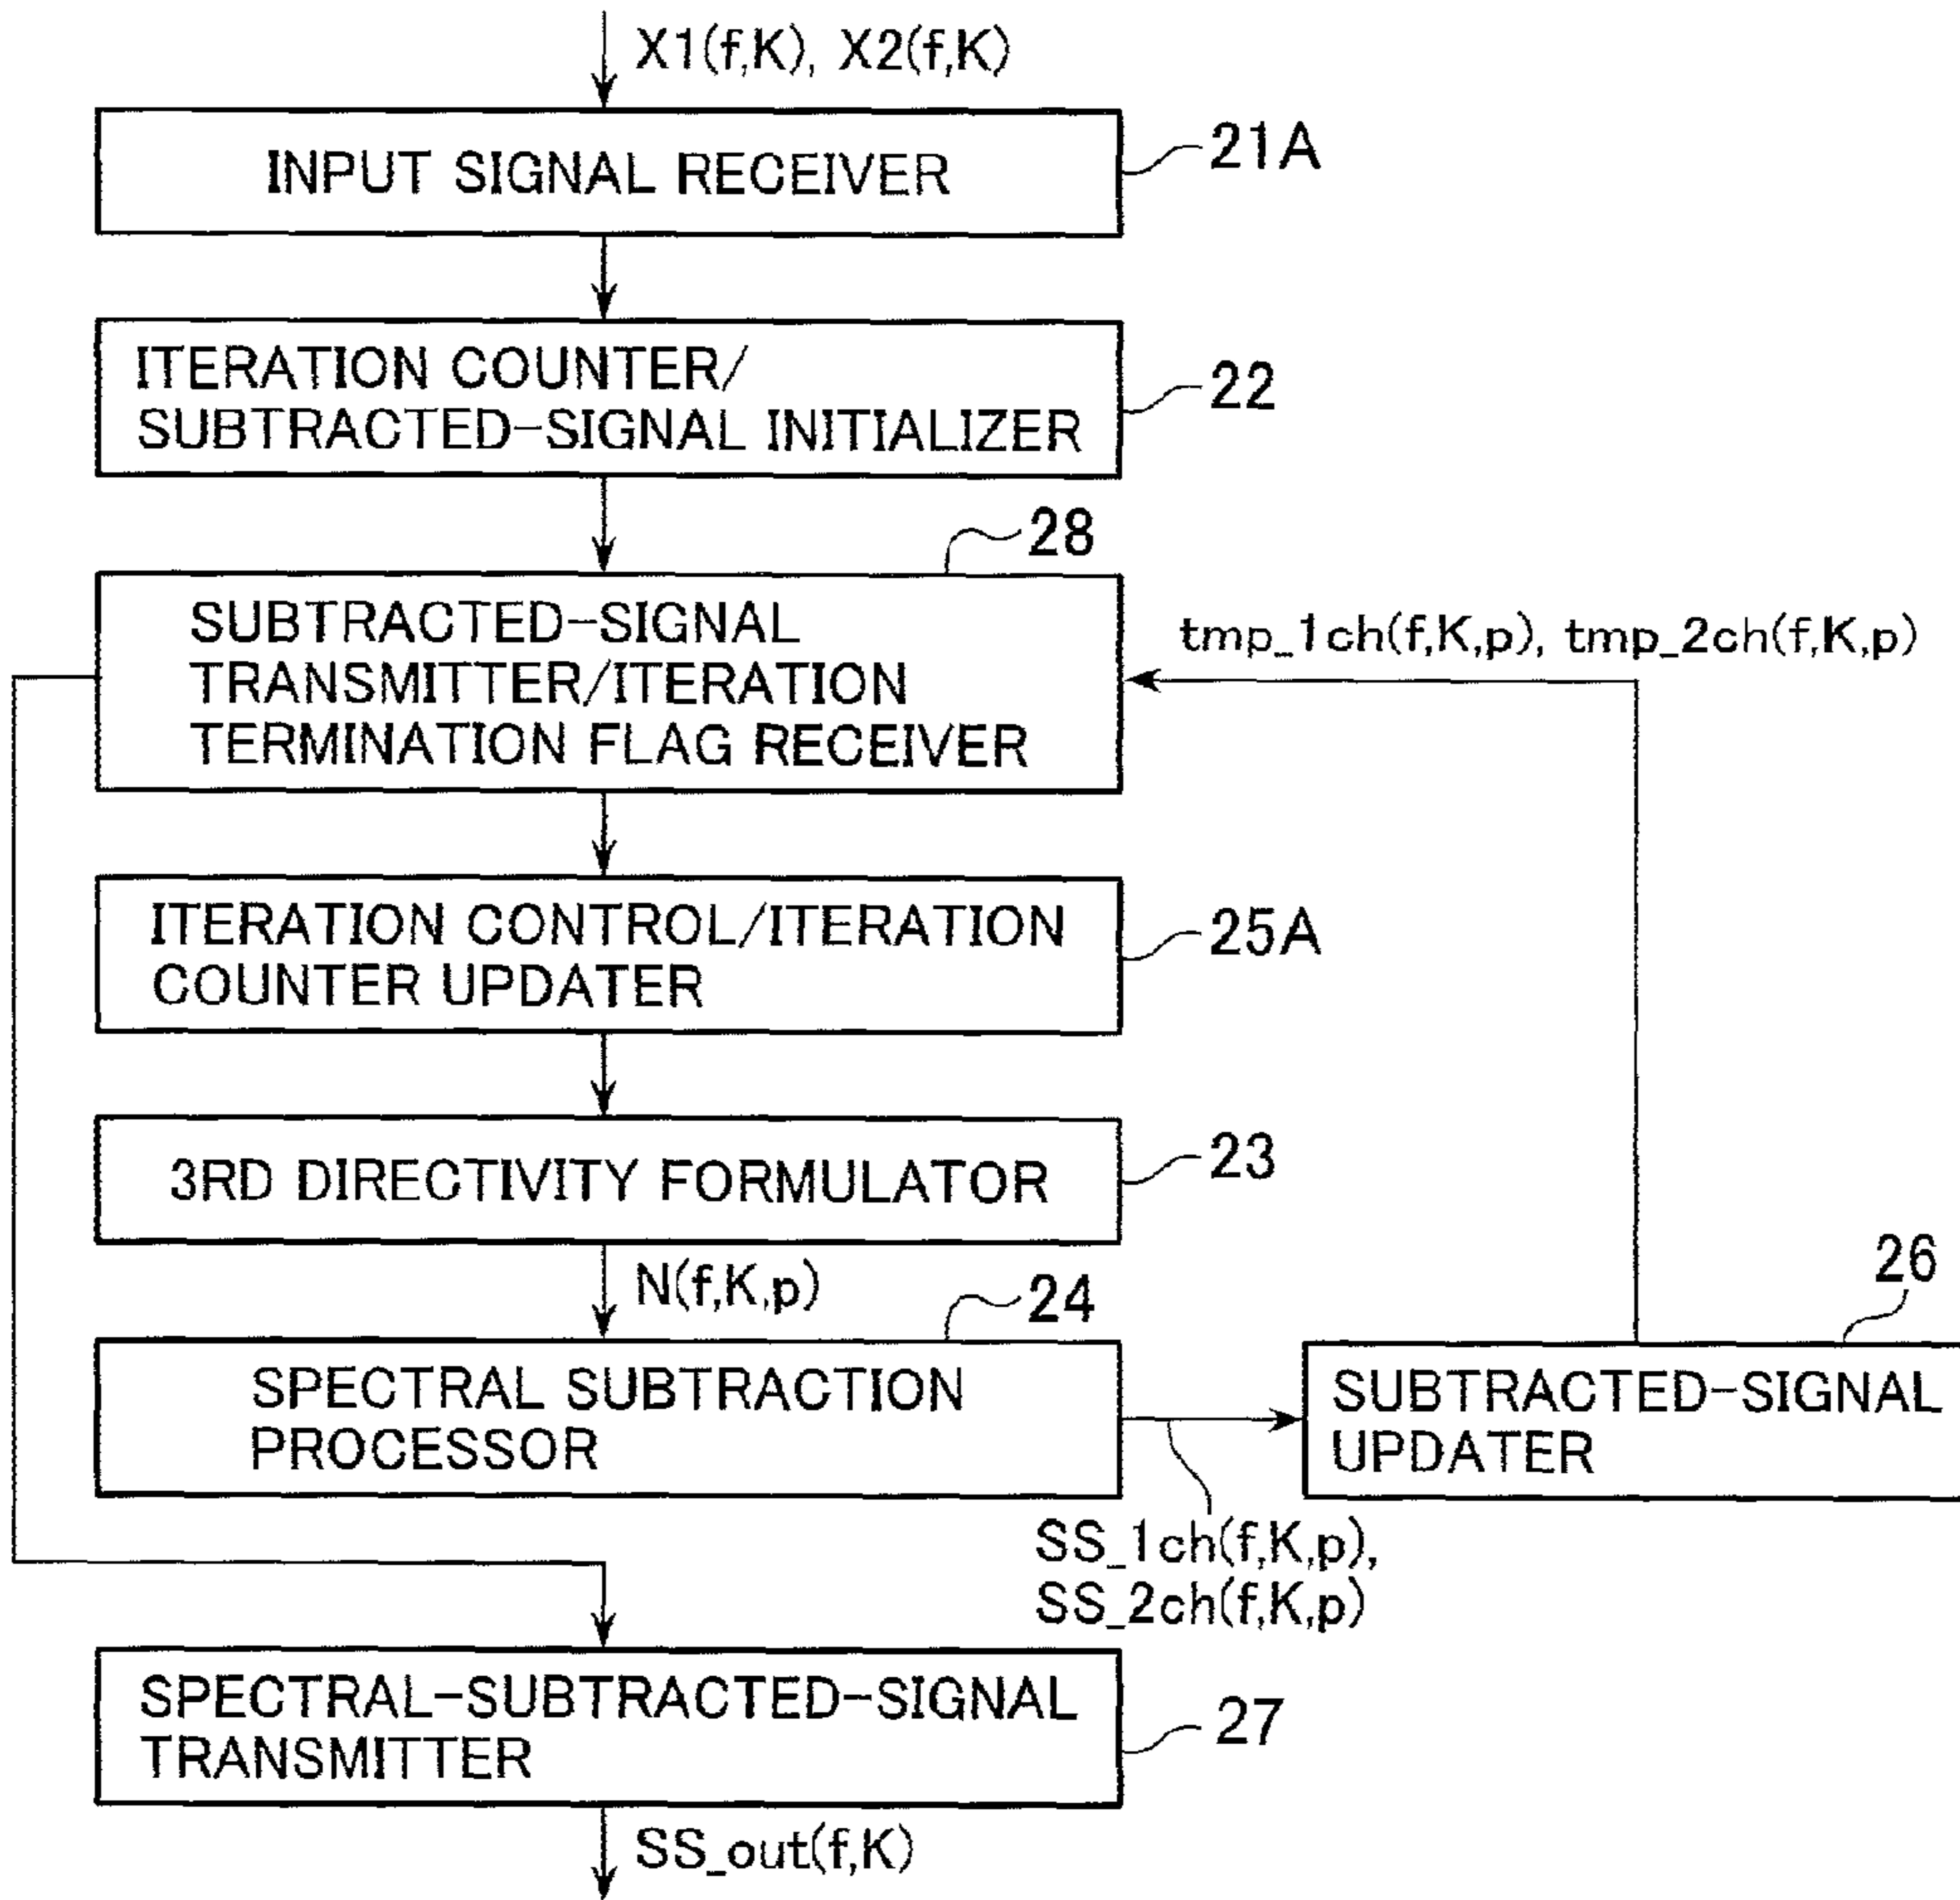 X1(f,K), X2(f,K)
INPUT SIGNAL RECEIVER
21A
ITERATION COUNTER/
SUBTRACTED-SIGNAL INITIALIZER
22
28
SUBTRACTED-SIGNAL
TRANSMITTER/ITERATION
TERMINATION FLAG RECEIVER
tmp_1ch(f,K,p), tmp_2ch(f,K,p)
ITERATION CONTROL/ITERATION
COUNTER UPDATER
25A
3RD DIRECTIVITY FORMULATOR
23
N(f,K,p)
24
SPECTRAL SUBTRACTION
PROCESSOR
26
SUBTRACTED-SIGNAL
UPDATER
SS_1ch(f,K,p),
SS_2ch(f,K,p)
SPECTRAL-SUBTRACTED-SIGNAL
TRANSMITTER
27
SS_out(f,K)